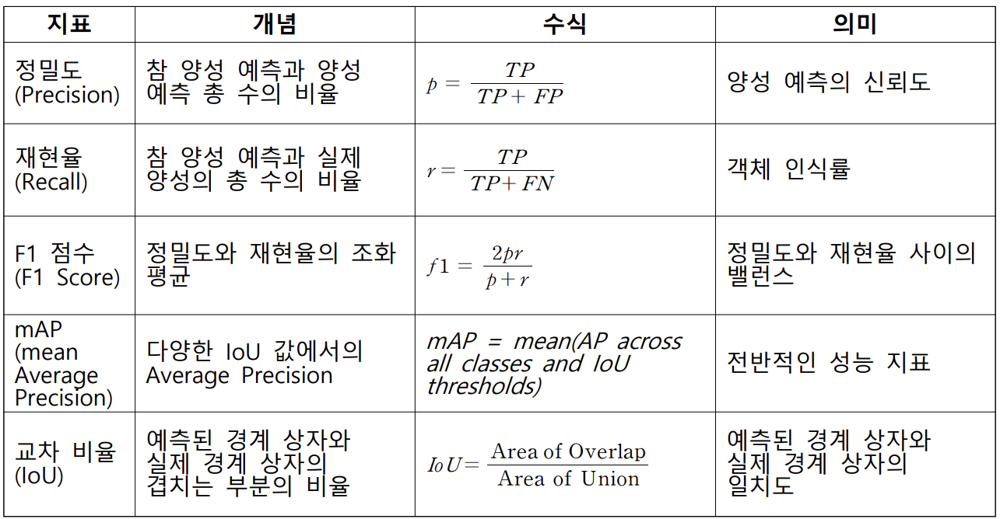 지표 개념 수식 의미
정밀도
(Precision)
참 양성 예측과 양성
예측 총 수의 비율
p = TP / TP + FP
양성 예측의 신뢰도
재현율
(Recall)
참 양성 예측과 실제
양성의 총 수의 비율
r = TP / TP + FN
객체 인식률
F1 점수
(F1 Score)
정밀도와 재현율의 조화
평균
f1 = 2pr / p + r
정밀도와 재현율 사이의
밸런스
mAP
(mean
Average
Precision)
다양한 IoU 값에서의
Average Precision
mAP = mean(AP across
all classes and IoU
thresholds)
전반적인 성능 지표
교차 비율
(IoU)
예측된 경계 상자와
실제 경계 상자의
겹치는 부분의 비율
IoU = Area of Overlap / Area of Union
예측된 경계 상자와
실제 경계 상자의
일치도